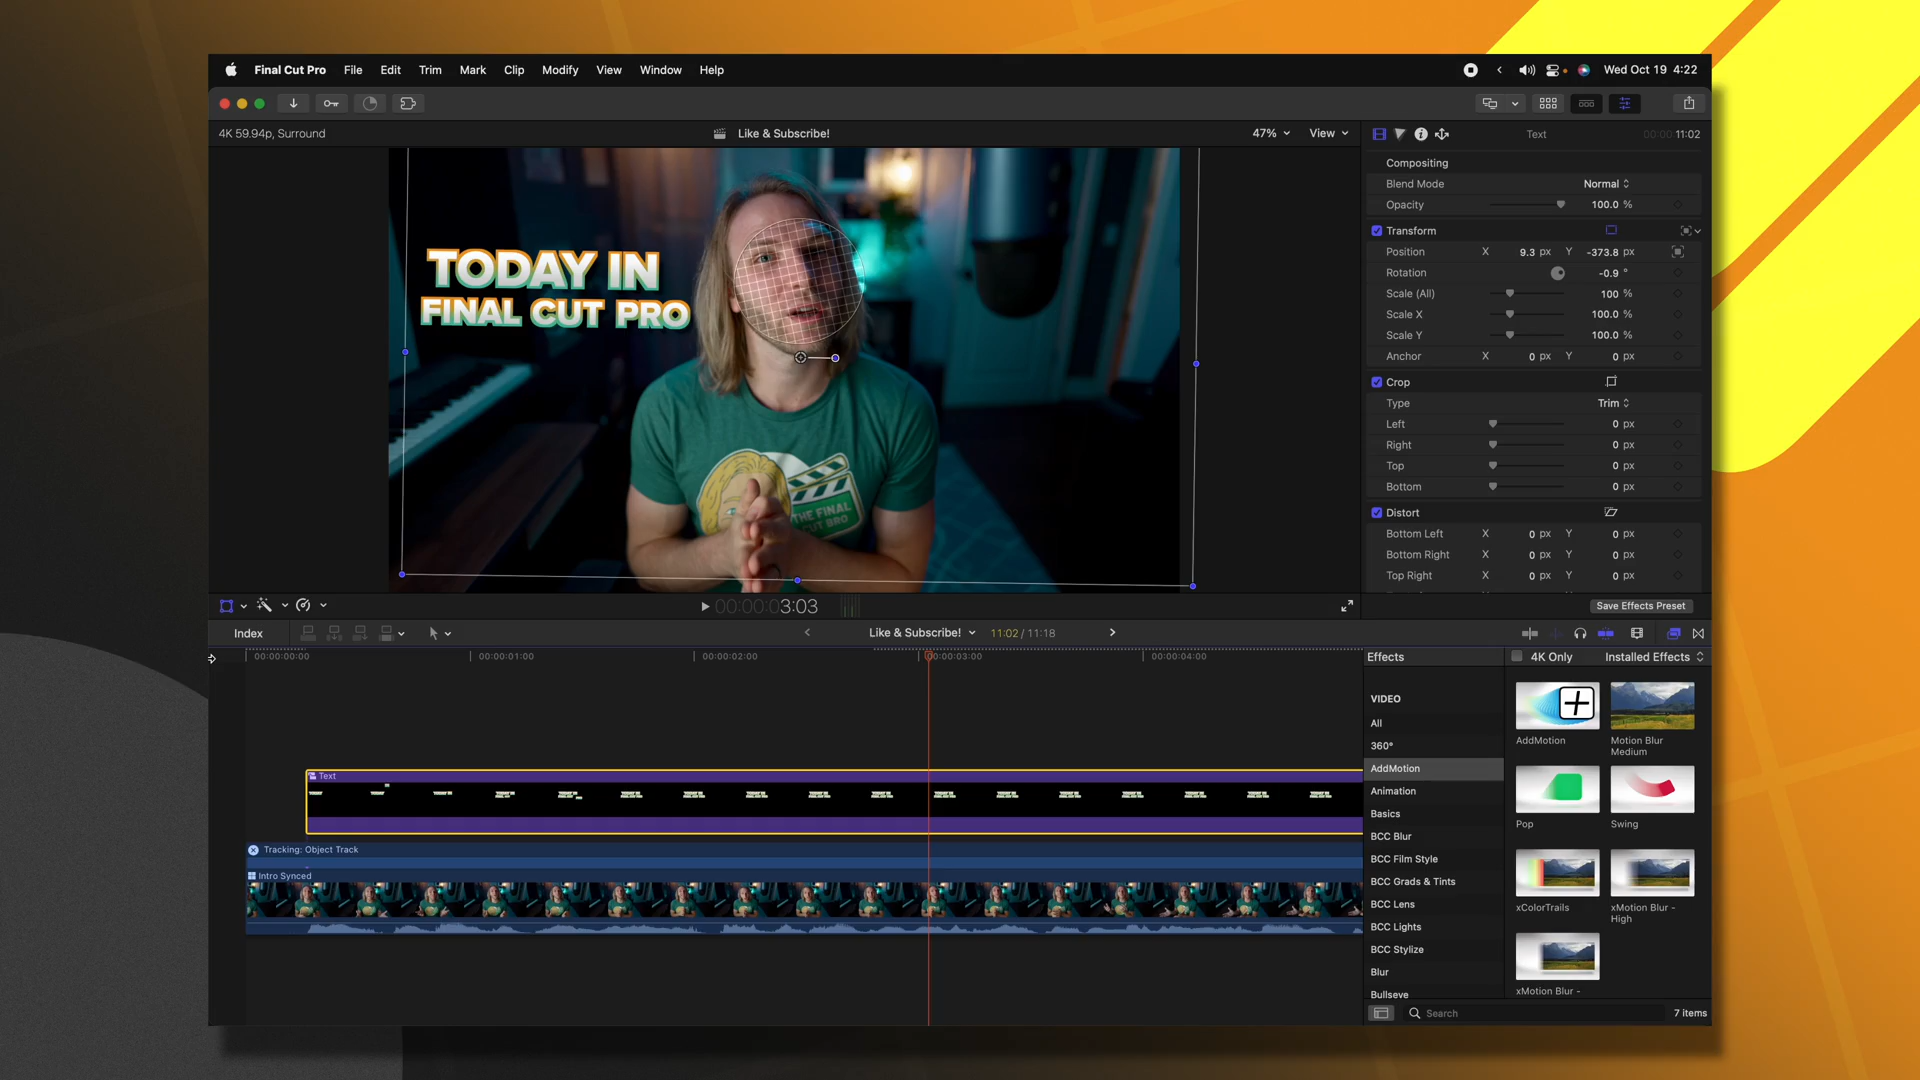 Final Cut Pro File Edit Trim Mark Clip Modify View Window Help
Wed Oct 19 4:22
4K 59.94p, Surround
Like & Subscribe!
47%
View
Text
00:00:11:02
TODAY IN
FINAL CUT PRO
THE FINAL
CUT BRO
Compositing
Blend Mode Normal
Opacity 100.0 %
Transform
Position X 9.3 px Y -373.8 px
Rotation -0.9 °
Scale (All) 100 %
Scale X 100.0 %
Scale Y 100.0 %
Anchor X 0 px Y 0 px
Crop
Type Trim
Left 0 px
Right 0 px
Top 0 px
Bottom 0 px
Distort
Bottom Left X 0 px Y 0 px
Bottom Right X 0 px Y 0 px
Top Right X 0 px Y 0 px
00:00:03:03
Save Effects Preset
Index
Like & Subscribe!
11:02 / 11:18
00:00:00:00 00:00:01:00 00:00:02:00 00:00:03:00 00:00:04:00
Text
Tracking: Object Track
Intro Synced
Effects
4K Only
Installed Effects
VIDEO
All
360°
AddMotion
Animation
Basics
BCC Blur
BCC Film Style
BCC Grads & Tints
BCC Lens
BCC Lights
BCC Stylize
Blur
Bullseye
AddMotion
Motion Blur
Medium
Pop
Swing
xColorTrails
xMotion Blur -
High
xMotion Blur -
Search
7 items